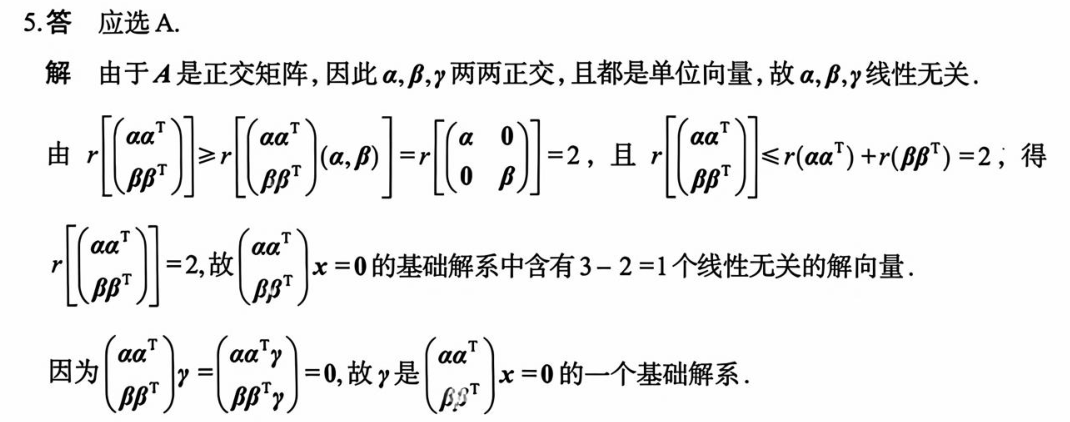 5.答 应选 A.
解 由于 A 是正交矩阵,因此 α,β,γ 两两正交,且都是单位向量,故 α,β,γ 线性无关.
由 r[(αα^T; ββ^T)] ≥ r[(αα^T; ββ^T)(α,β)] = r[(α 0; 0 β)] = 2, 且 r[(αα^T; ββ^T)] ≤ r(αα^T) + r(ββ^T) = 2; 得
r[(αα^T; ββ^T)] = 2,故 (αα^T; ββ^T) x = 0 的基础解系中含有 3 - 2 = 1 个线性无关的解向量.
因为 (αα^T; ββ^T) γ = (αα^Tγ; ββ^Tγ) = 0, 故 γ 是 (αα^T; ββ^T) x = 0 的一个基础解系.